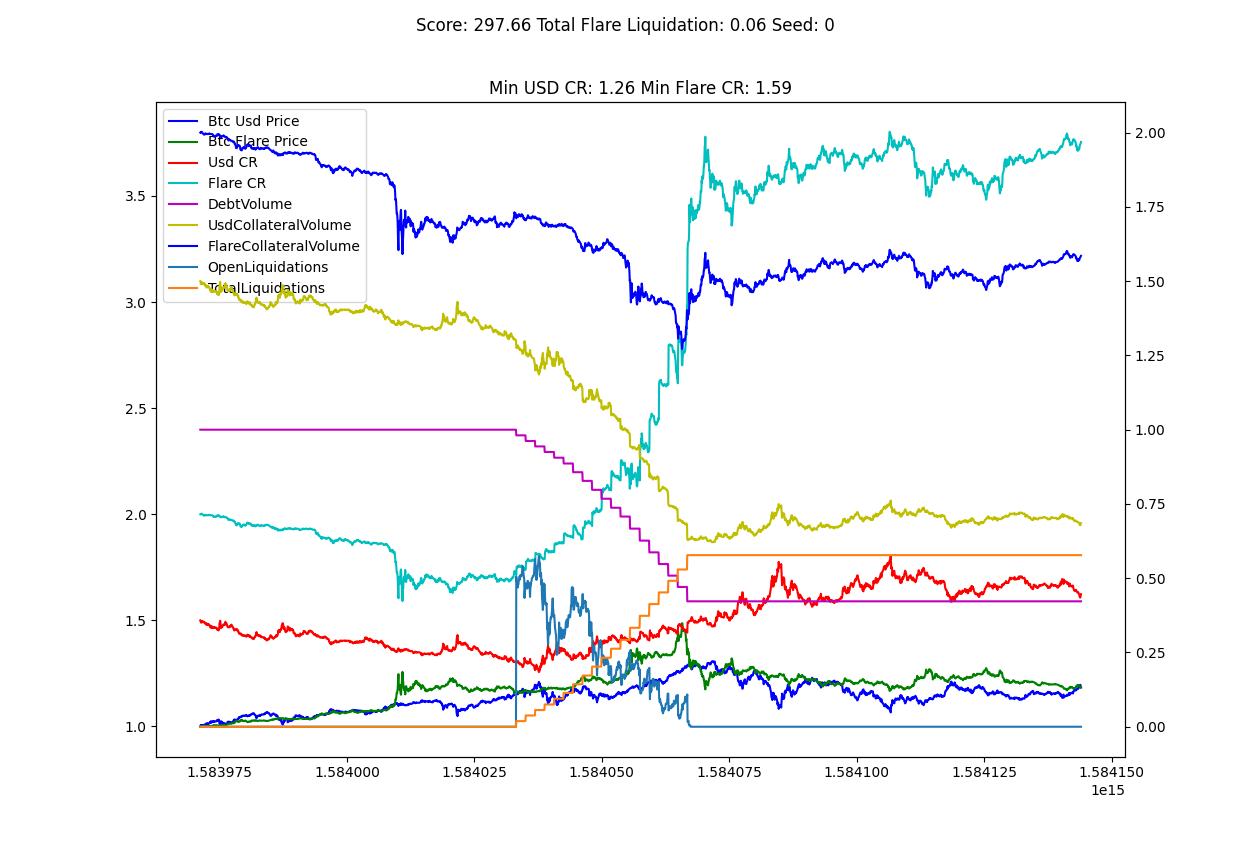 Score: 297.66 Total Flare Liquidation: 0.06 Seed: 0
Min USD CR: 1.26 Min Flare CR: 1.59
Btc Usd Price
Btc Flare Price
Usd CR
Flare CR
DebtVolume
UsdCollateralVolume
FlareCollateralVolume
OpenLiquidations
TotalLiquidations
3.5
3.0
2.5
2.0
1.5
1.0
2.00
1.75
1.50
1.25
1.00
0.75
0.50
0.25
0.00
1.583975 1.584000 1.584025 1.584050 1.584075 1.584100 1.584125 1.584150
1e15